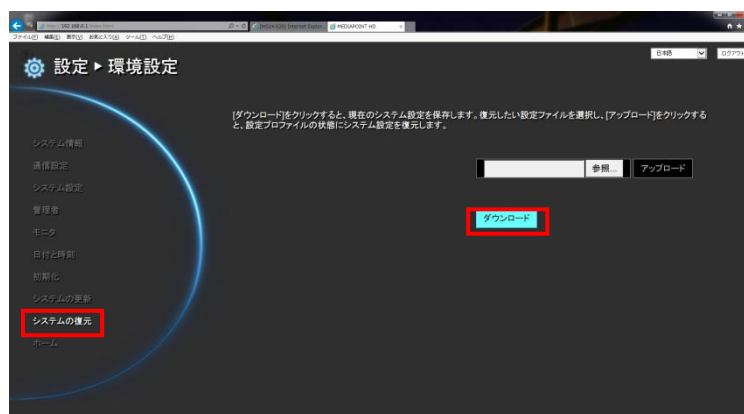 192.168.0.1
MEDIAPOINT HD
ファイル(F) 編集(E) 表示(V) お気に入り(A) ツール(T) ヘルプ(H)
日本語
設定 ▸ 環境設定
[ダウンロード]をクリックすると、現在のシステム設定を保存します。復元したい設定ファイルを選択し、[アップロード]をクリックする
と、設定プロファイルの状態にシステム設定を復元します。
システム情報
通信設定
参照... アップロード
システム設定
管理者
ダウンロード
モニタ
日付と時刻
初期化
システムの更新
システムの復元
ホーム